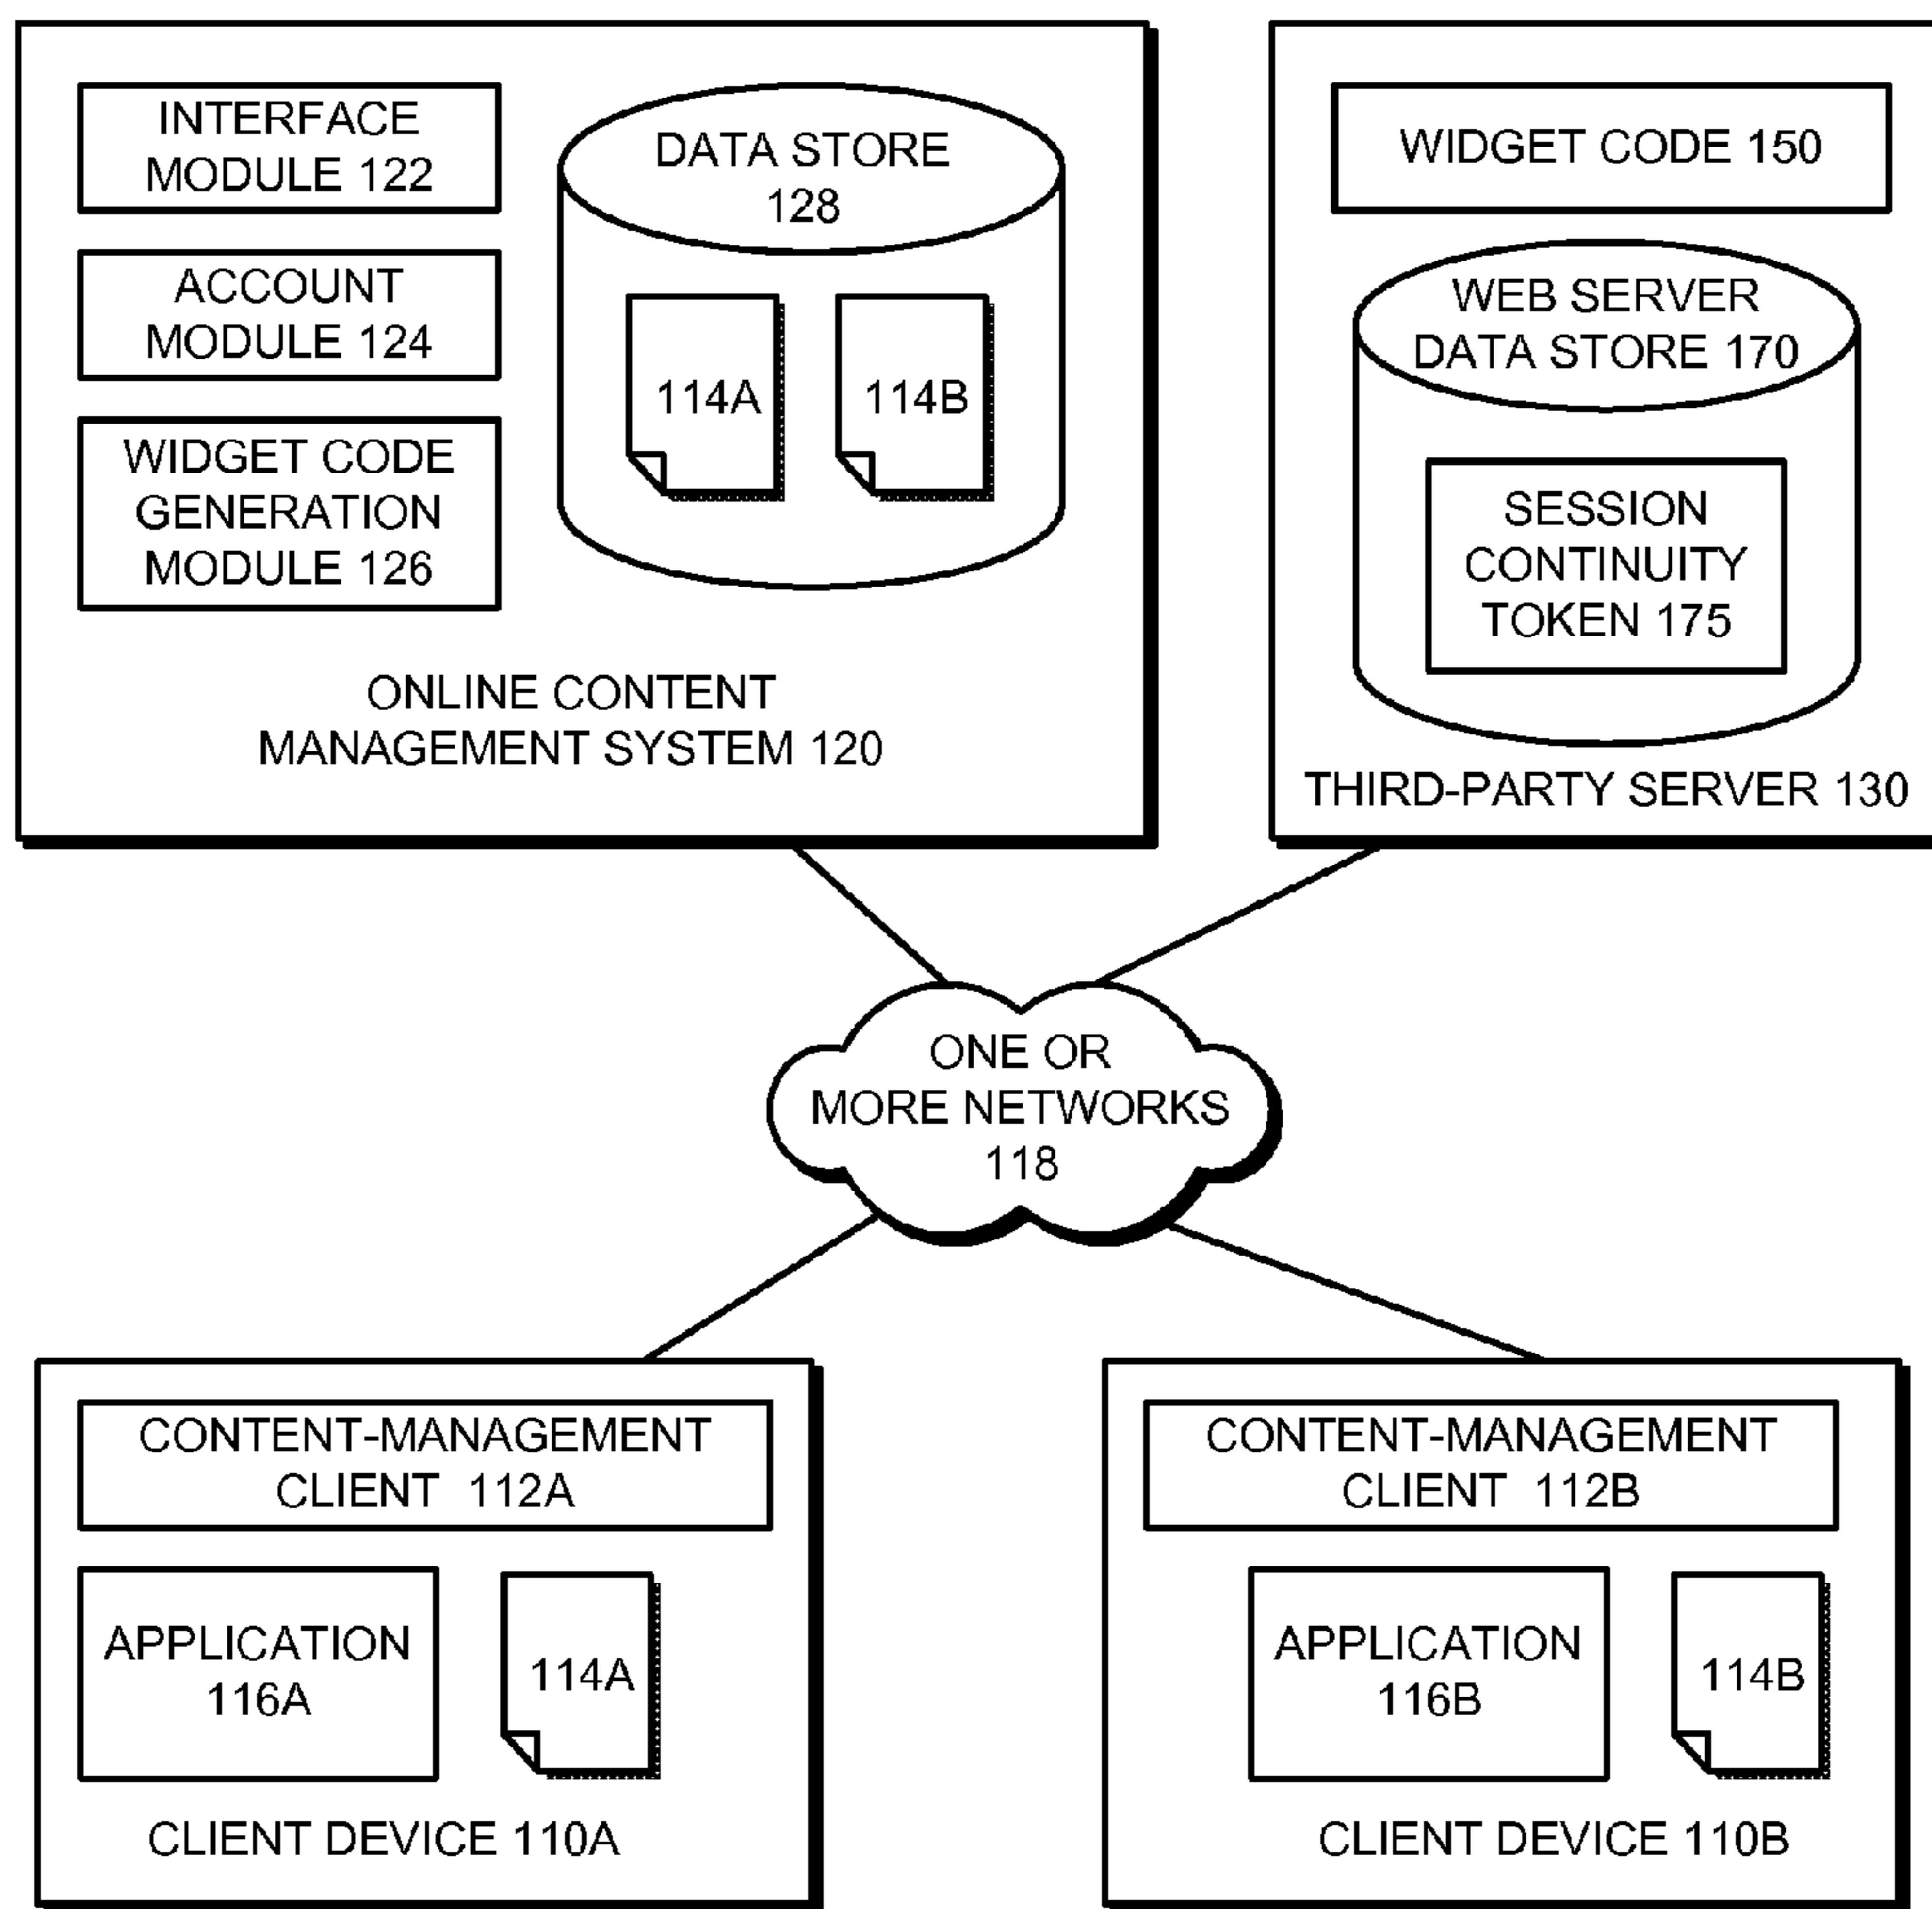 INTERFACE
MODULE 122
ACCOUNT
MODULE 124
WIDGET CODE
GENERATION
MODULE 126
DATA STORE
128
114A
114B
ONLINE CONTENT
MANAGEMENT SYSTEM 120
WIDGET CODE 150
WEB SERVER
DATA STORE 170
SESSION
CONTINUITY
TOKEN 175
THIRD-PARTY SERVER 130
ONE OR
MORE NETWORKS
118
CONTENT-MANAGEMENT
CLIENT 112A
APPLICATION
116A
114A
CLIENT DEVICE 110A
CONTENT-MANAGEMENT
CLIENT 112B
APPLICATION
116B
114B
CLIENT DEVICE 110B